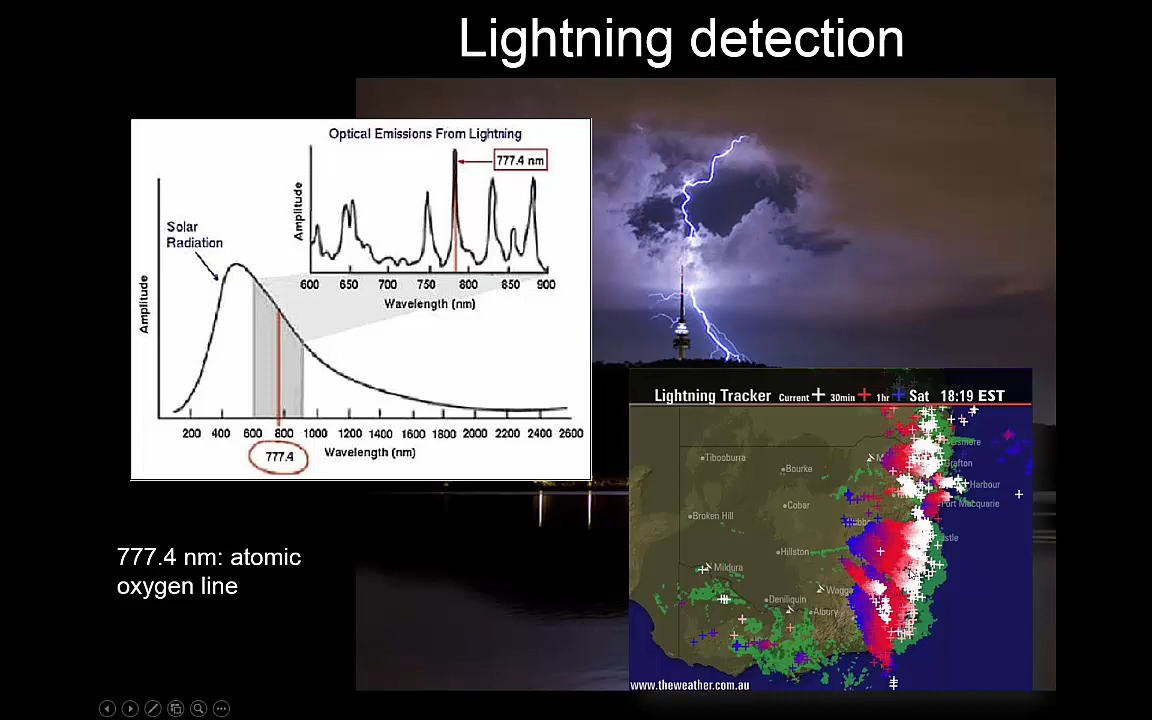 Lightning detection
Optical Emissions From Lightning
777.4 nm
Amplitude
600 650 700 750 800 850 900
Wavelength (nm)
Solar
Radiation
Amplitude
200 400 600 800 1000 1200 1400 1600 1800 2000 2200 2400 2600
777.4
Wavelength (nm)
777.4 nm: atomic
oxygen line
Lightning Tracker Current 30min 1hr Sat 18:19 EST
Tibooburra
Bourke
Grafton
Harbour
Port Macquarie
Cobar
Broken Hill
Hillston
Mildura
Wagga
Deniliquin
Albury
www.theweather.com.au